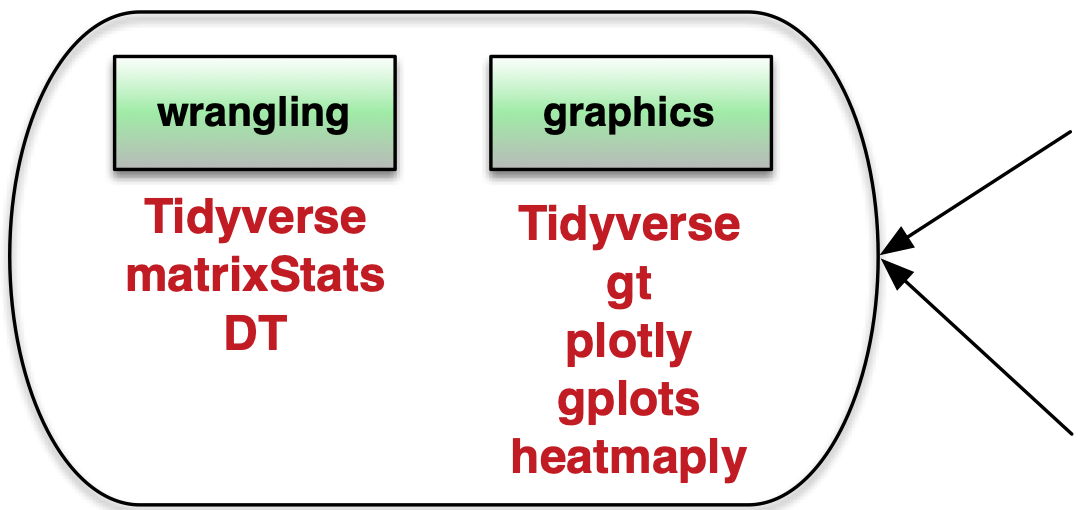 wrangling
Tidyverse
matrixStats
DT
graphics
Tidyverse
gt
plotly
gplots
heatmaply